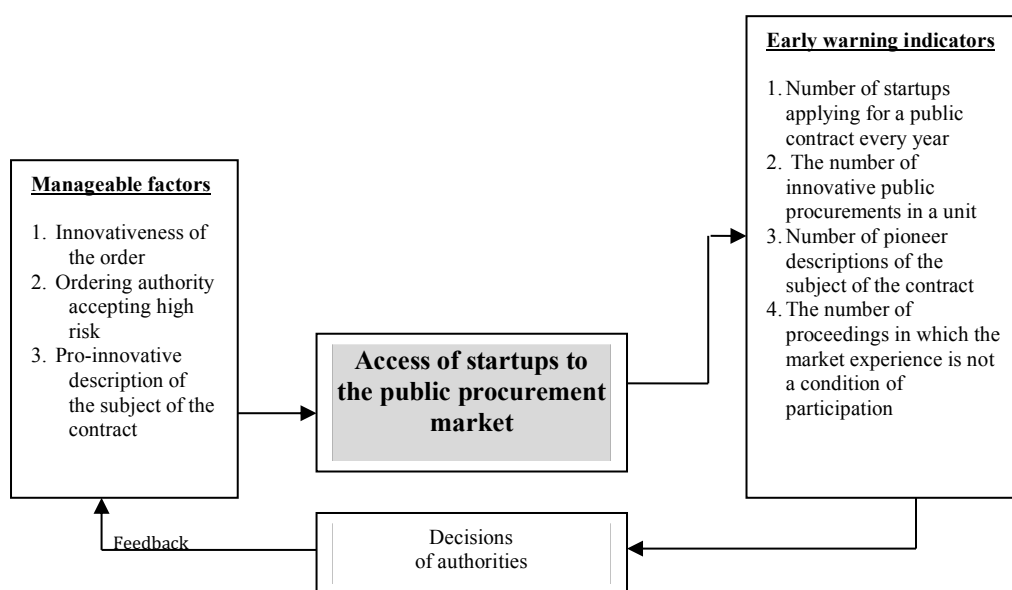 Early warning indicators
1. Number of startups
applying for a public
contract every year
2. The number of
innovative public
procurements in a unit
3. Number of pioneer
descriptions of the
subject of the contract
4. The number of
proceedings in which the
market experience is not
a condition of
participation
Manageable factors
1. Innovativeness of
the order
2. Ordering authority
accepting high
risk
3. Pro-innovative
description of
the subject of the
contract
Access of startups to
the public procurement
market
Decisions
of authorities
Feedback